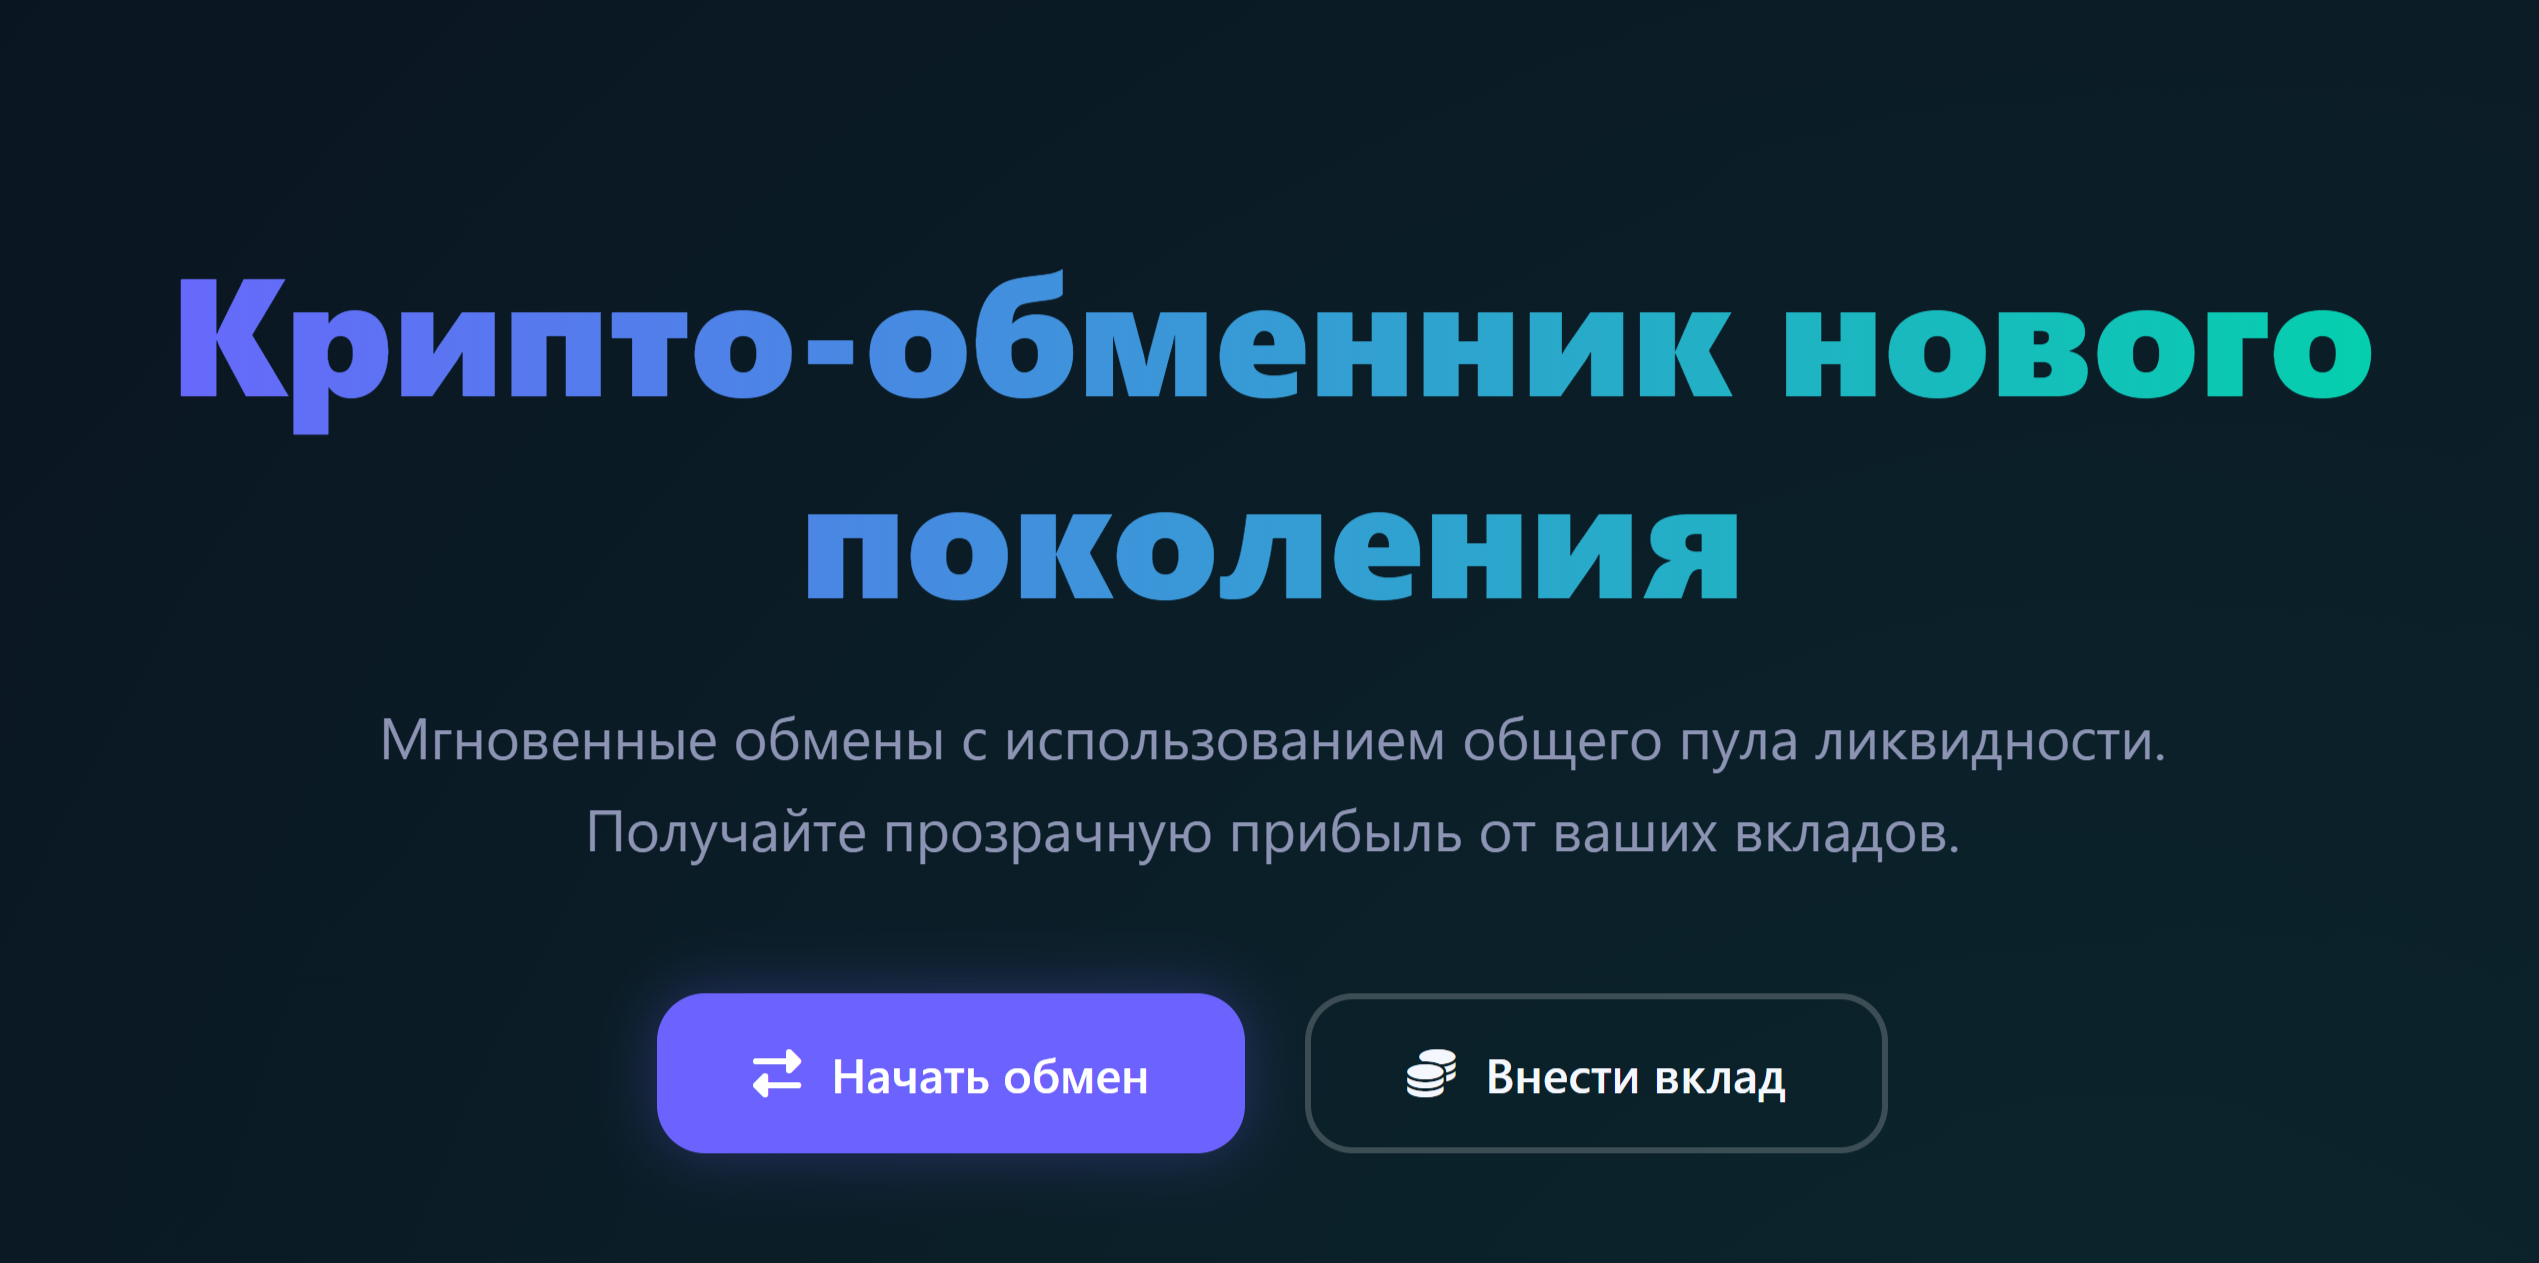 Крипто-обменник нового
поколения
Мгновенные обмены с использованием общего пула ликвидности.
Получайте прозрачную прибыль от ваших вкладов.
Начать обмен
Внести вклад